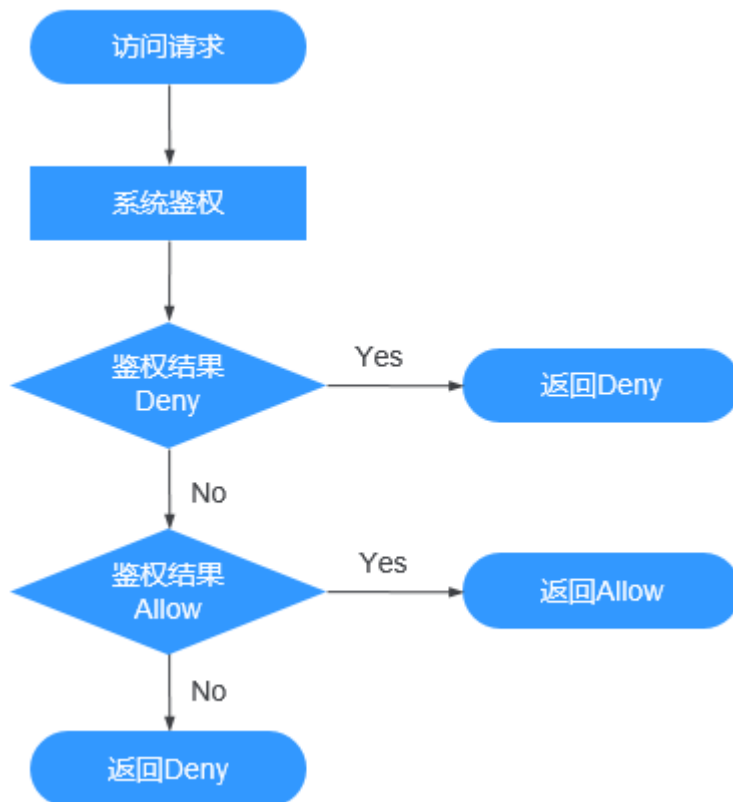 访问请求
系统鉴权
鉴权结果
Deny
Yes
返回Deny
No
鉴权结果
Allow
Yes
返回Allow
No
返回Deny